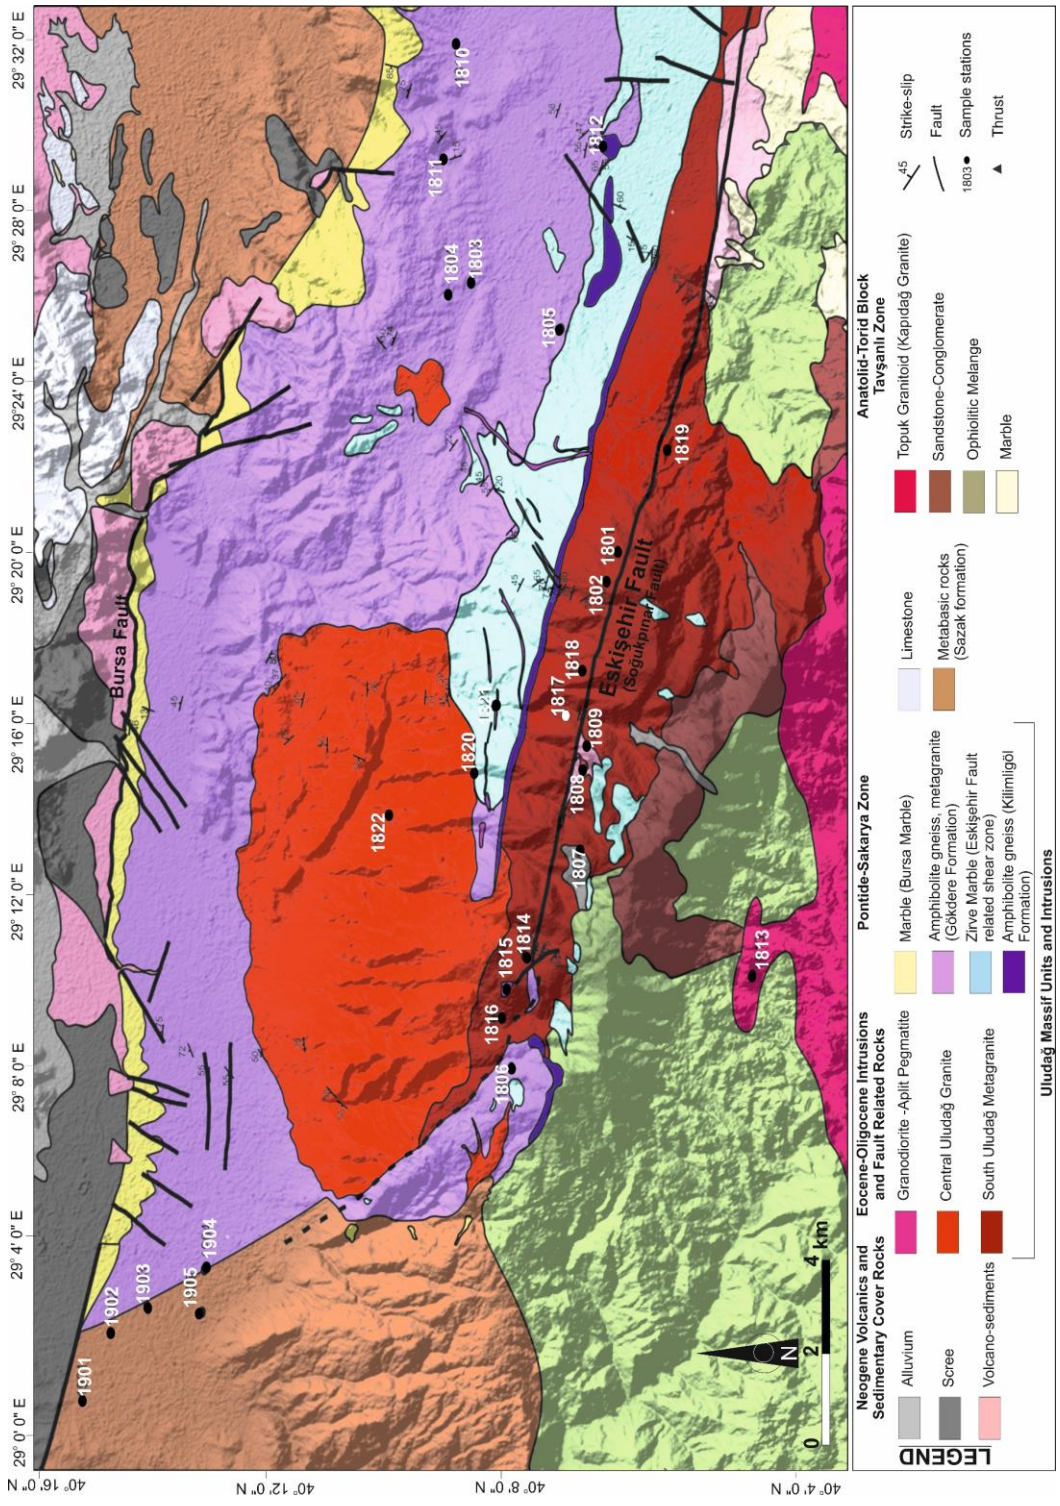 29° 0' 0" E
29° 4' 0" E
29° 8' 0" E
29° 12' 0" E
29° 16' 0" E
29° 20' 0" E
29°24' 0" E
29° 28' 0" E
29° 32' 0" E
40° 16' 0" N
40° 12' 0" N
40° 8' 0" N
40° 4' 0" N
Bursa Fault
Eskişehir Fault
(Soğukpınar Fault)
1901
1902
1903
1905
1904
1822
1820
1810
1811
1804
1803
1812
1805
1806
1816
1815
1814
1807
1808
1809
1817
1818
1802
1801
1819
1813
N
0
2
4
km
LEGEND
Neogene Volcanics and
Sedimentary Cover Rocks
Alluvium
Scree
Volcano-sediments
Eocene-Oligocene Intrusions
and Fault Related Rocks
Granodiorite -Aplit Pegmatite
Central Uludağ Granite
South Uludağ Metagranite
Pontide-Sakarya Zone
Marble (Bursa Marble)
Amphibolite gneiss, metagranite
(Gökdere Formation)
Zirve Marble (Eskişehir Fault
related shear zone)
Amphibolite gneiss (Kilimligöl
Formation)
Limestone
Metabasic rocks
(Sazak formation)
Uludağ Massif Units and Intrusions
Anatolid-Torid Block
Tavşanlı Zone
Topuk Granitoid (Kapıdağ Granite)
Sandstone-Conglomerate
Ophiolitic Melange
Marble
45
Strike-slip
Fault
1803
Sample stations
Thrust